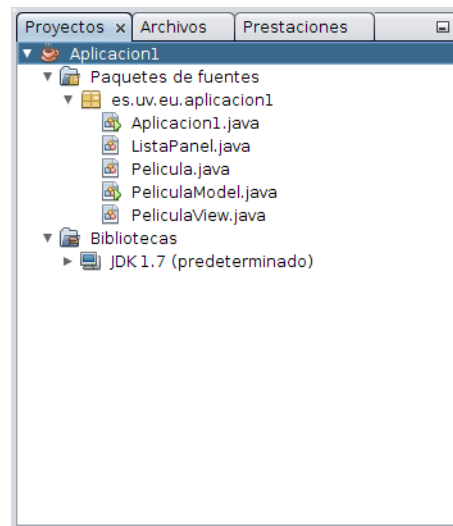 Proyectos x Archivos Prestaciones
Aplicacion1
Paquetes de fuentes
es.uv.eu.aplicacion1
Aplicacion1.java
ListaPanel.java
Pelicula.java
PeliculaModel.java
PeliculaView.java
Bibliotecas
JDK 1.7 (predeterminado)